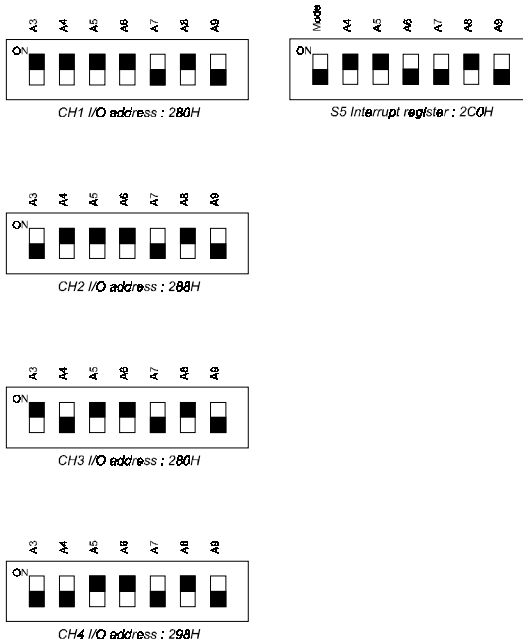 A3 A4 A5 A6 A7 A8 A9
ON
CH1 I/O address : 280H
Mode A4 A5 A6 A7 A8 A9
ON
S5 Interrupt register : 2C0H
A3 A4 A5 A6 A7 A8 A9
ON
CH2 I/O address : 288H
A3 A4 A5 A6 A7 A8 A9
ON
CH3 I/O address : 280H
A3 A4 A5 A6 A7 A8 A9
ON
CH4 I/O address : 298H